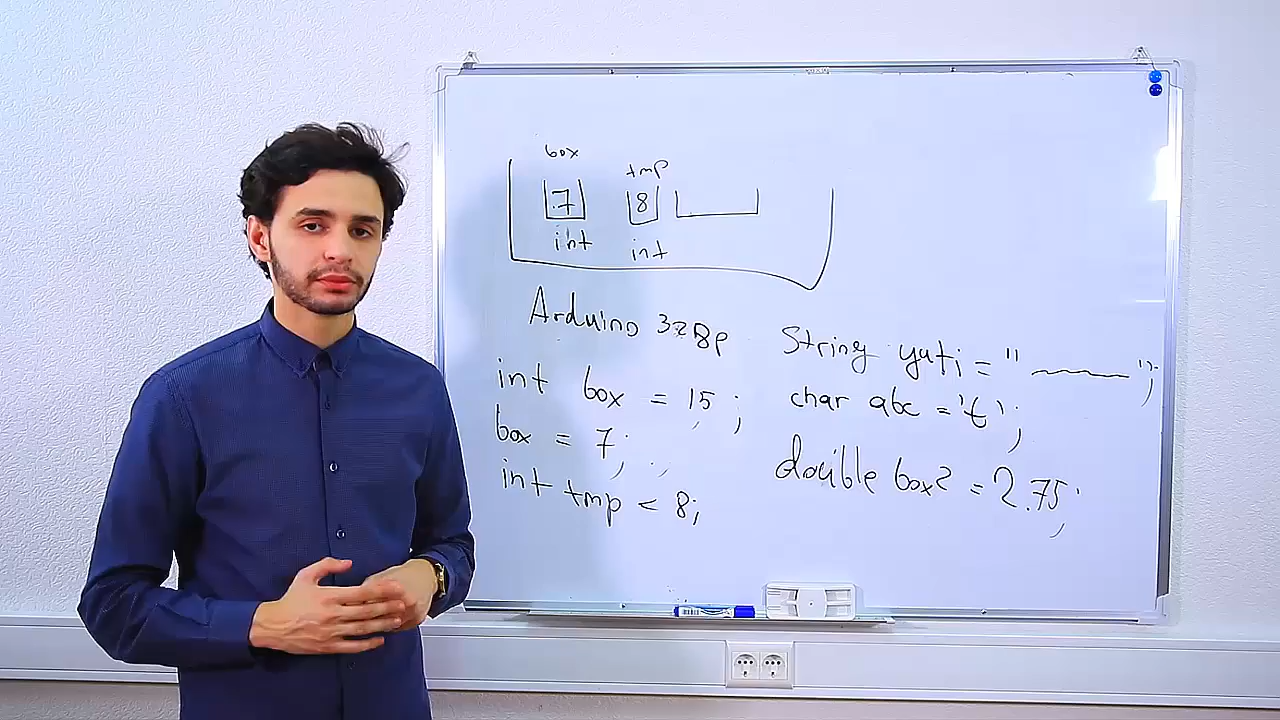 box
tmp
7
8
int
int
Arduino 328p
int box = 15;
box = 7;
int tmp < 8;
String yuti = "
";
char abc = 't';
double box2 = 2.75;